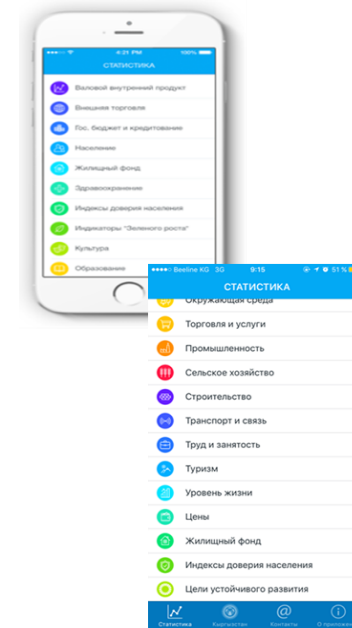 4:21 PM 100%
СТАТИСТИКА
Валовой внутренний продукт
Внешняя торговля
Гос. бюджет и кредитование
Население
Жилищный фонд
Здравоохранение
Индексы доверия населения
Индикаторы "Зеленого роста"
Культура
Образование
Beeline KG 3G 9:15 51 %
СТАТИСТИКА
Окружающая среда
Торговля и услуги
Промышленность
Сельское хозяйство
Строительство
Транспорт и связь
Труд и занятость
Туризм
Уровень жизни
Цены
Жилищный фонд
Индексы доверия населения
Цели устойчивого развития
Статистика Кыргызстан Контакты О приложен